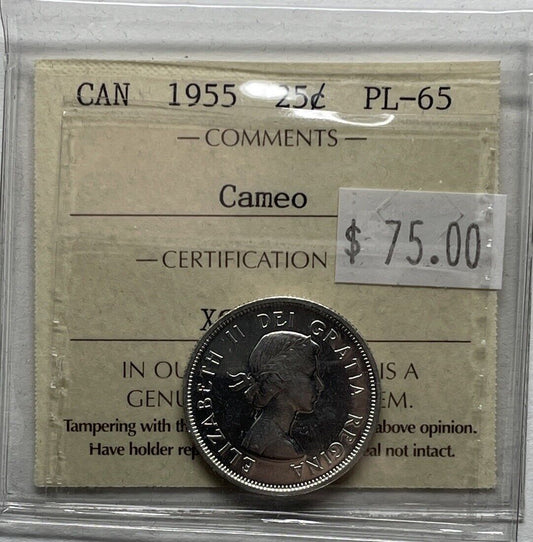 CAN 1955 25¢ PL-65
— COMMENTS —
Cameo
$ 75.00
— CERTIFICATION
X
IN OU IS A
GENU EM.
Tampering with th above opinion.
Have holder rep eal not intact.
ELIZABETH II DEI GRATIA REGINA